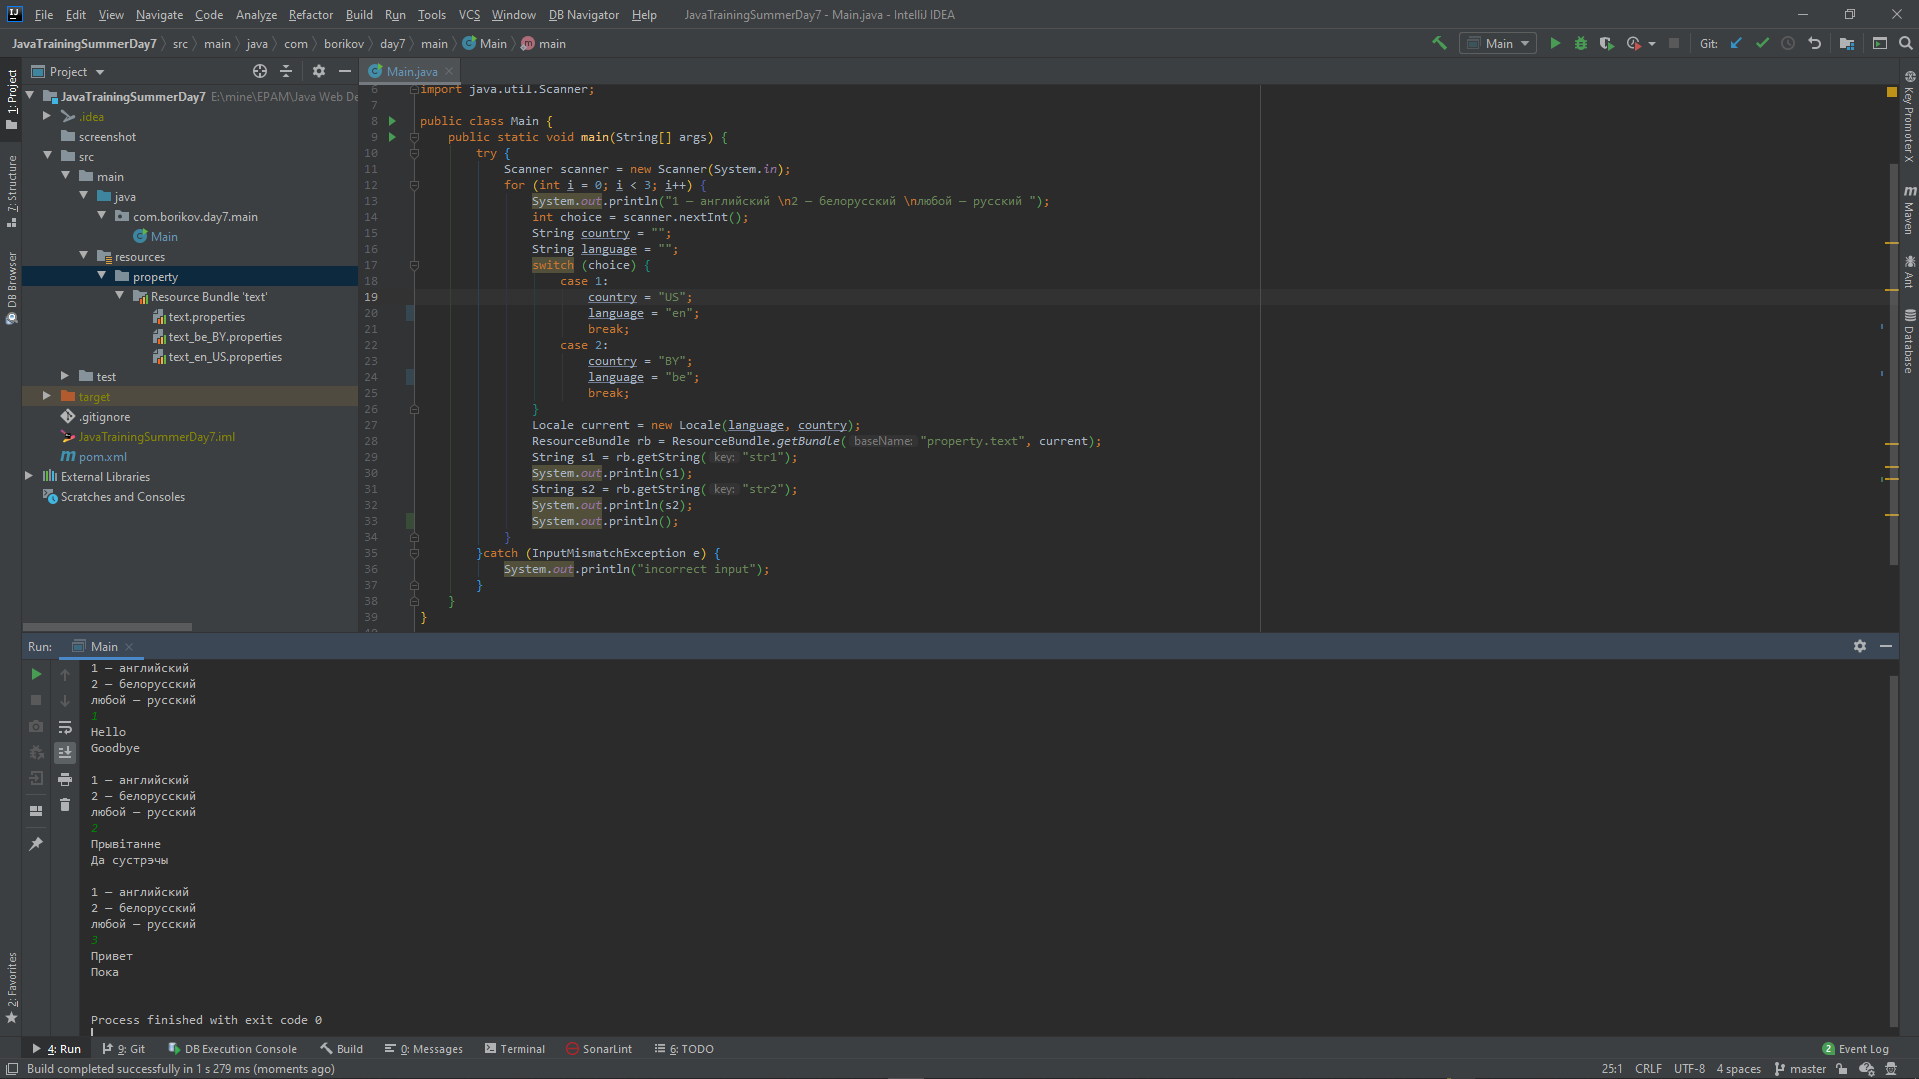 File Edit View Navigate Code Analyze Refactor Build Run Tools VCS Window DB Navigator Help JavaTrainingSummerDay7 - Main.java - IntelliJ IDEA
JavaTrainingSummerDay7 src main java com borikov day7 main Main main Main Git:
1: Project
7: Structure
DB Browser
2: Favorites
Project
JavaTrainingSummerDay7 E:\mine\EPAM\Java Web De
.idea
screenshot
src
main
java
com.borikov.day7.main
Main
resources
property
Resource Bundle 'text'
text.properties
text_be_BY.properties
text_en_US.properties
test
target
.gitignore
JavaTrainingSummerDay7.iml
pom.xml
External Libraries
Scratches and Consoles
Main.java
6 import java.util.Scanner;
7
8 public class Main {
9 public static void main(String[] args) {
10 try {
11 Scanner scanner = new Scanner(System.in);
12 for (int i = 0; i < 3; i++) {
13 System.out.println("1 – английский \n2 – белорусский \nлюбой – русский ");
14 int choice = scanner.nextInt();
15 String country = "";
16 String language = "";
17 switch (choice) {
18 case 1:
19 country = "US";
20 language = "en";
21 break;
22 case 2:
23 country = "BY";
24 language = "be";
25 break;
26 }
27 Locale current = new Locale(language, country);
28 ResourceBundle rb = ResourceBundle.getBundle( baseName: "property.text", current);
29 String s1 = rb.getString( key: "str1");
30 System.out.println(s1);
31 String s2 = rb.getString( key: "str2");
32 System.out.println(s2);
33 System.out.println();
34 }
35 }catch (InputMismatchException e) {
36 System.out.println("incorrect input");
37 }
38 }
39 }
Key Promoter X
Maven
Ant
Database
Run: Main
1 – английский
2 – белорусский
любой – русский
1
Hello
Goodbye
1 – английский
2 – белорусский
любой – русский
2
Прывітанне
Да сустрэчы
1 – английский
2 – белорусский
любой – русский
3
Привет
Пока
Process finished with exit code 0
4: Run 9: Git DB Execution Console Build 0: Messages Terminal SonarLint 6: TODO 2 Event Log
Build completed successfully in 1 s 279 ms (moments ago) 25:1 CRLF UTF-8 4 spaces master